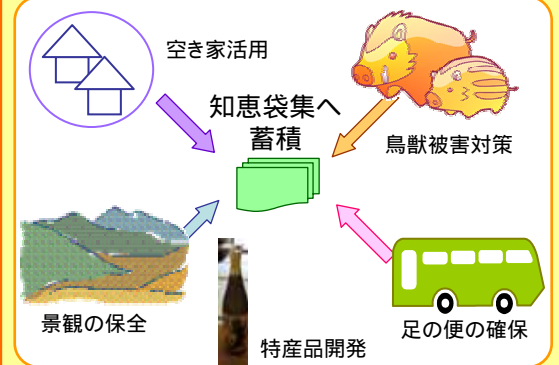 空き家活用
知恵袋集へ
蓄積
鳥獣被害対策
景観の保全
特産品開発
足の便の確保